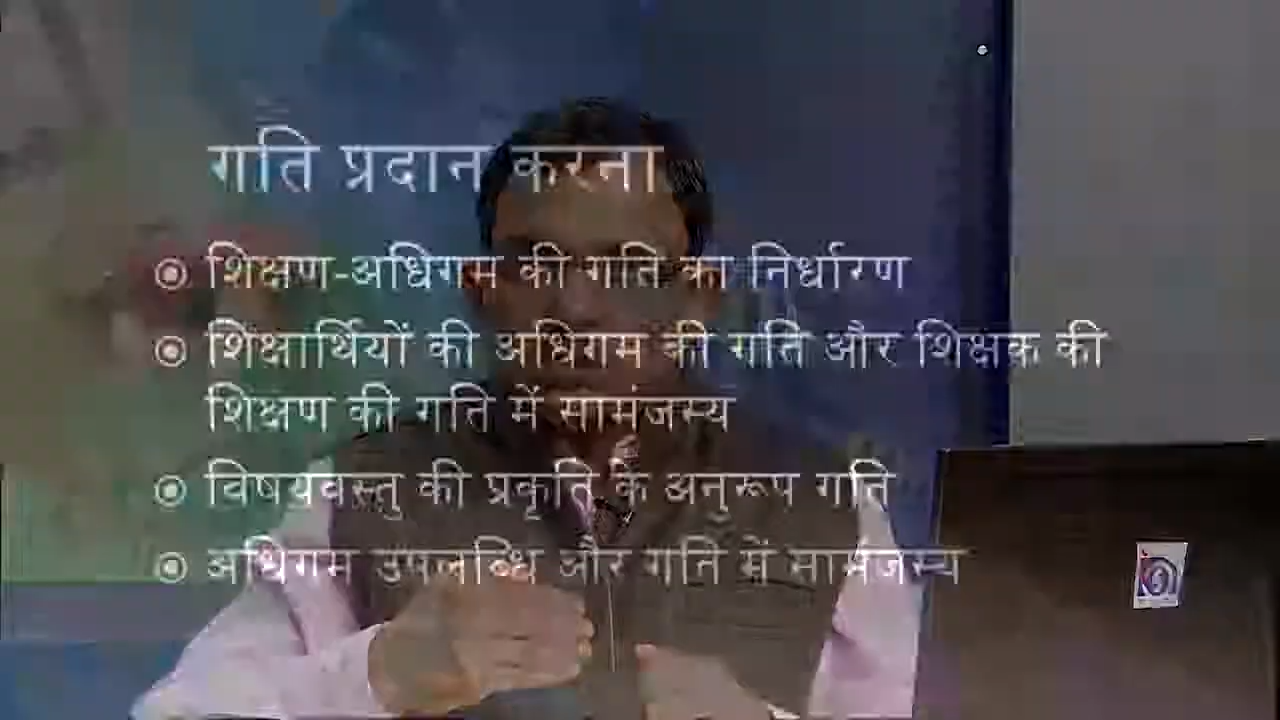 गति प्रदान करना
शिक्षण-अधिगम की गति का निर्धारण
शिक्षार्थियों की अधिगम की गति और शिक्षक की
शिक्षण की गति में सामंजस्य
विषयवस्तु की प्रकृति के अनुरूप गति
अधिगम उपलब्धि और गति में सामंजस्य